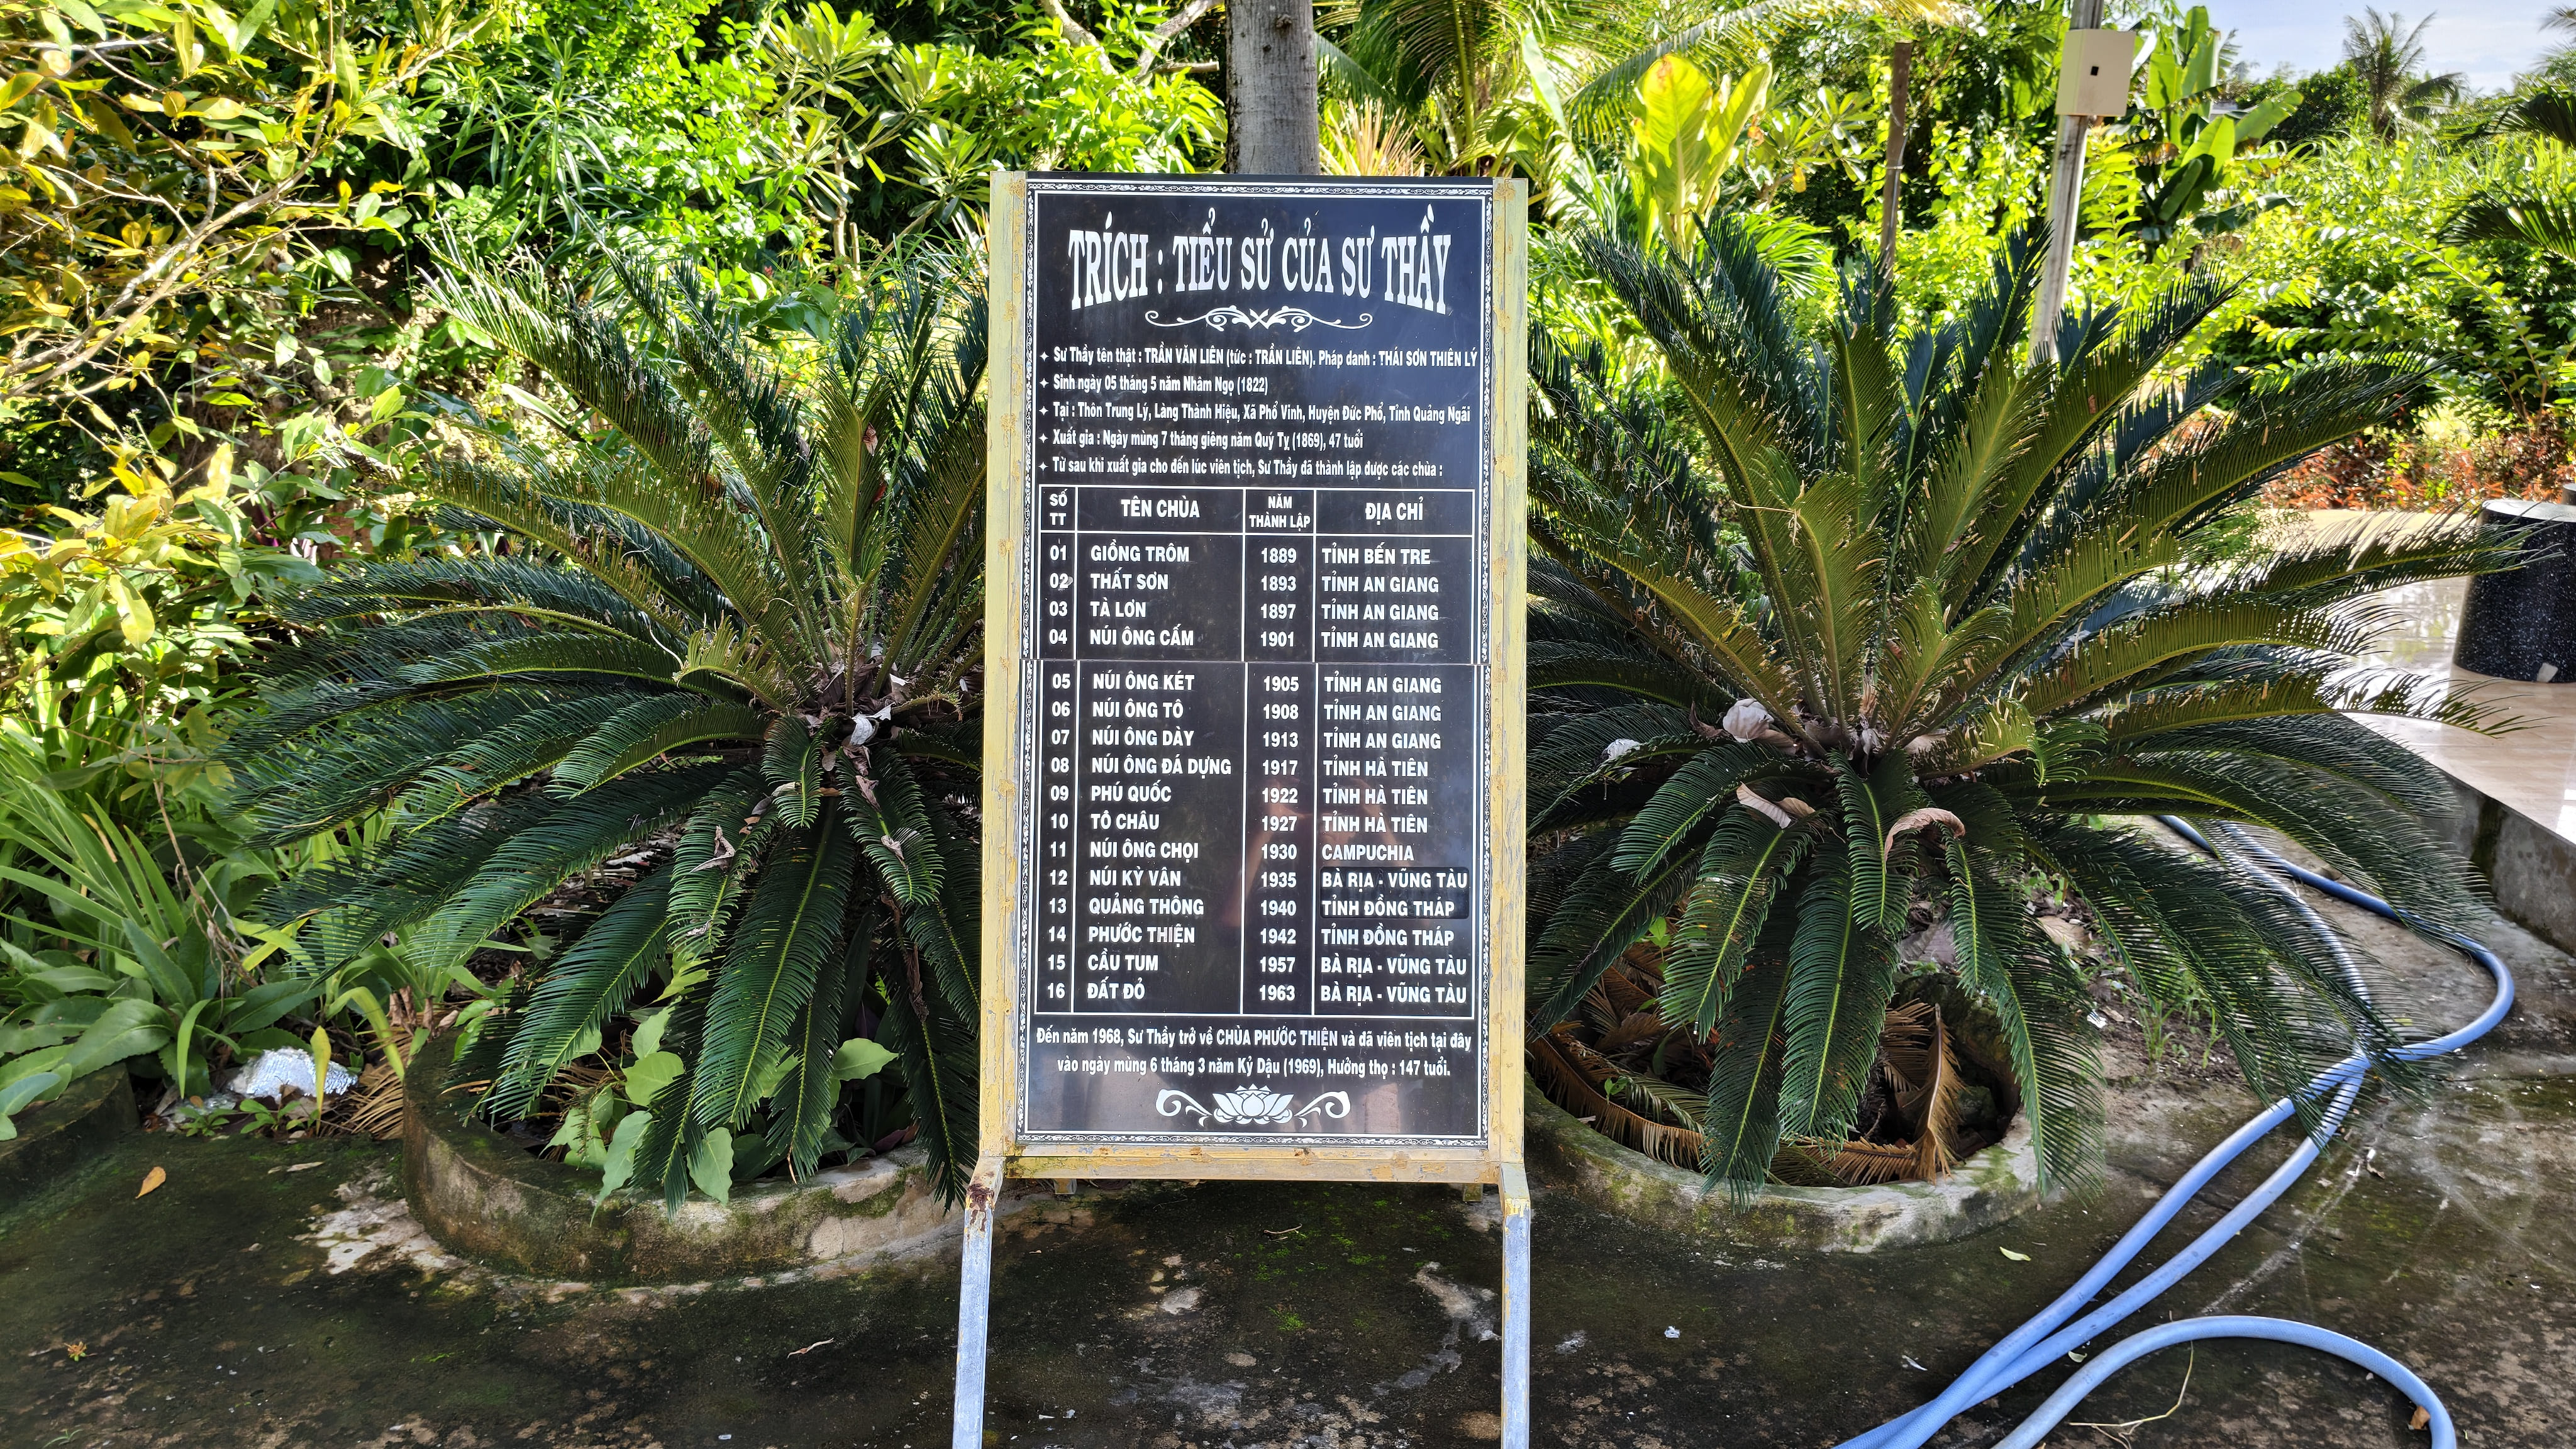 TRÍCH : TIỂU SỬ CỦA SƯ THẦY
Sư Thầy tên thật : TRẦN VĂN LIÊN (tức : TRẦN LIÊN). Pháp danh : THÁI SƠN THIÊN LÝ
Sinh ngày 05 tháng 5 năm Nhâm Ngọ (1822)
Tại : Thôn Trung Lý, Làng Thành Hiệu, Xã Phổ Vinh, Huyện Đức Phổ, Tỉnh Quảng Ngãi
Xuất gia : Ngày mùng 7 tháng giêng năm Quý Tỵ (1869), 47 tuổi
Từ sau khi xuất gia cho đến lúc viên tịch, Sư Thầy đã thành lập được các chùa :
SỐ TT TÊN CHÙA NĂM THÀNH LẬP ĐỊA CHỈ
01 GIỒNG TRÔM 1889 TỈNH BẾN TRE
02 THẤT SƠN 1893 TỈNH AN GIANG
03 TÀ LƠN 1897 TỈNH AN GIANG
04 NÚI ÔNG CẤM 1901 TỈNH AN GIANG
05 NÚI ÔNG KÉT 1905 TỈNH AN GIANG
06 NÚI ÔNG TÔ 1908 TỈNH AN GIANG
07 NÚI ÔNG DÀY 1913 TỈNH AN GIANG
08 NÚI ÔNG ĐÁ DỰNG 1917 TỈNH HÀ TIÊN
09 PHÚ QUỐC 1922 TỈNH HÀ TIÊN
10 TÔ CHÂU 1927 TỈNH HÀ TIÊN
11 NÚI ÔNG CHỌI 1930 CAMPUCHIA
12 NÚI KỲ VÂN 1935 BÀ RỊA - VŨNG TÀU
13 QUẢNG THÔNG 1940 TỈNH ĐỒNG THÁP
14 PHƯỚC THIỆN 1942 TỈNH ĐỒNG THÁP
15 CẦU TUM 1957 BÀ RỊA - VŨNG TÀU
16 ĐẤT ĐỎ 1963 BÀ RỊA - VŨNG TÀU
Đến năm 1968, Sư Thầy trở về CHÙA PHƯỚC THIỆN và đã viên tịch tại đây
vào ngày mùng 6 tháng 3 năm Kỷ Dậu (1969), Hưởng thọ : 147 tuổi.